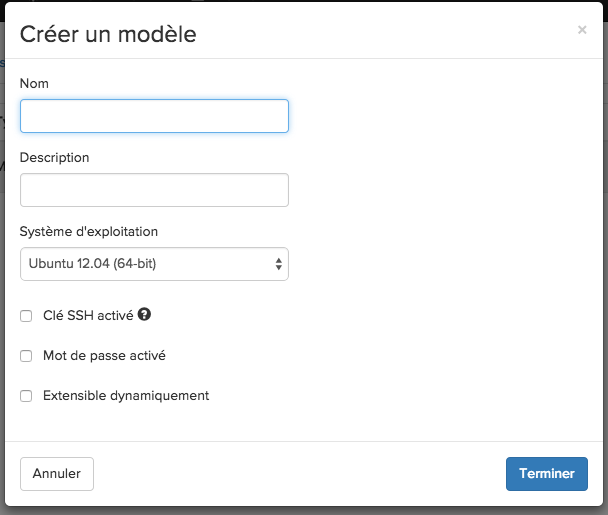 Créer un modèle
×
Nom
Description
Système d'exploitation
Ubuntu 12.04 (64-bit)
Clé SSH activé ?
Mot de passe activé
Extensible dynamiquement
Annuler
Terminer